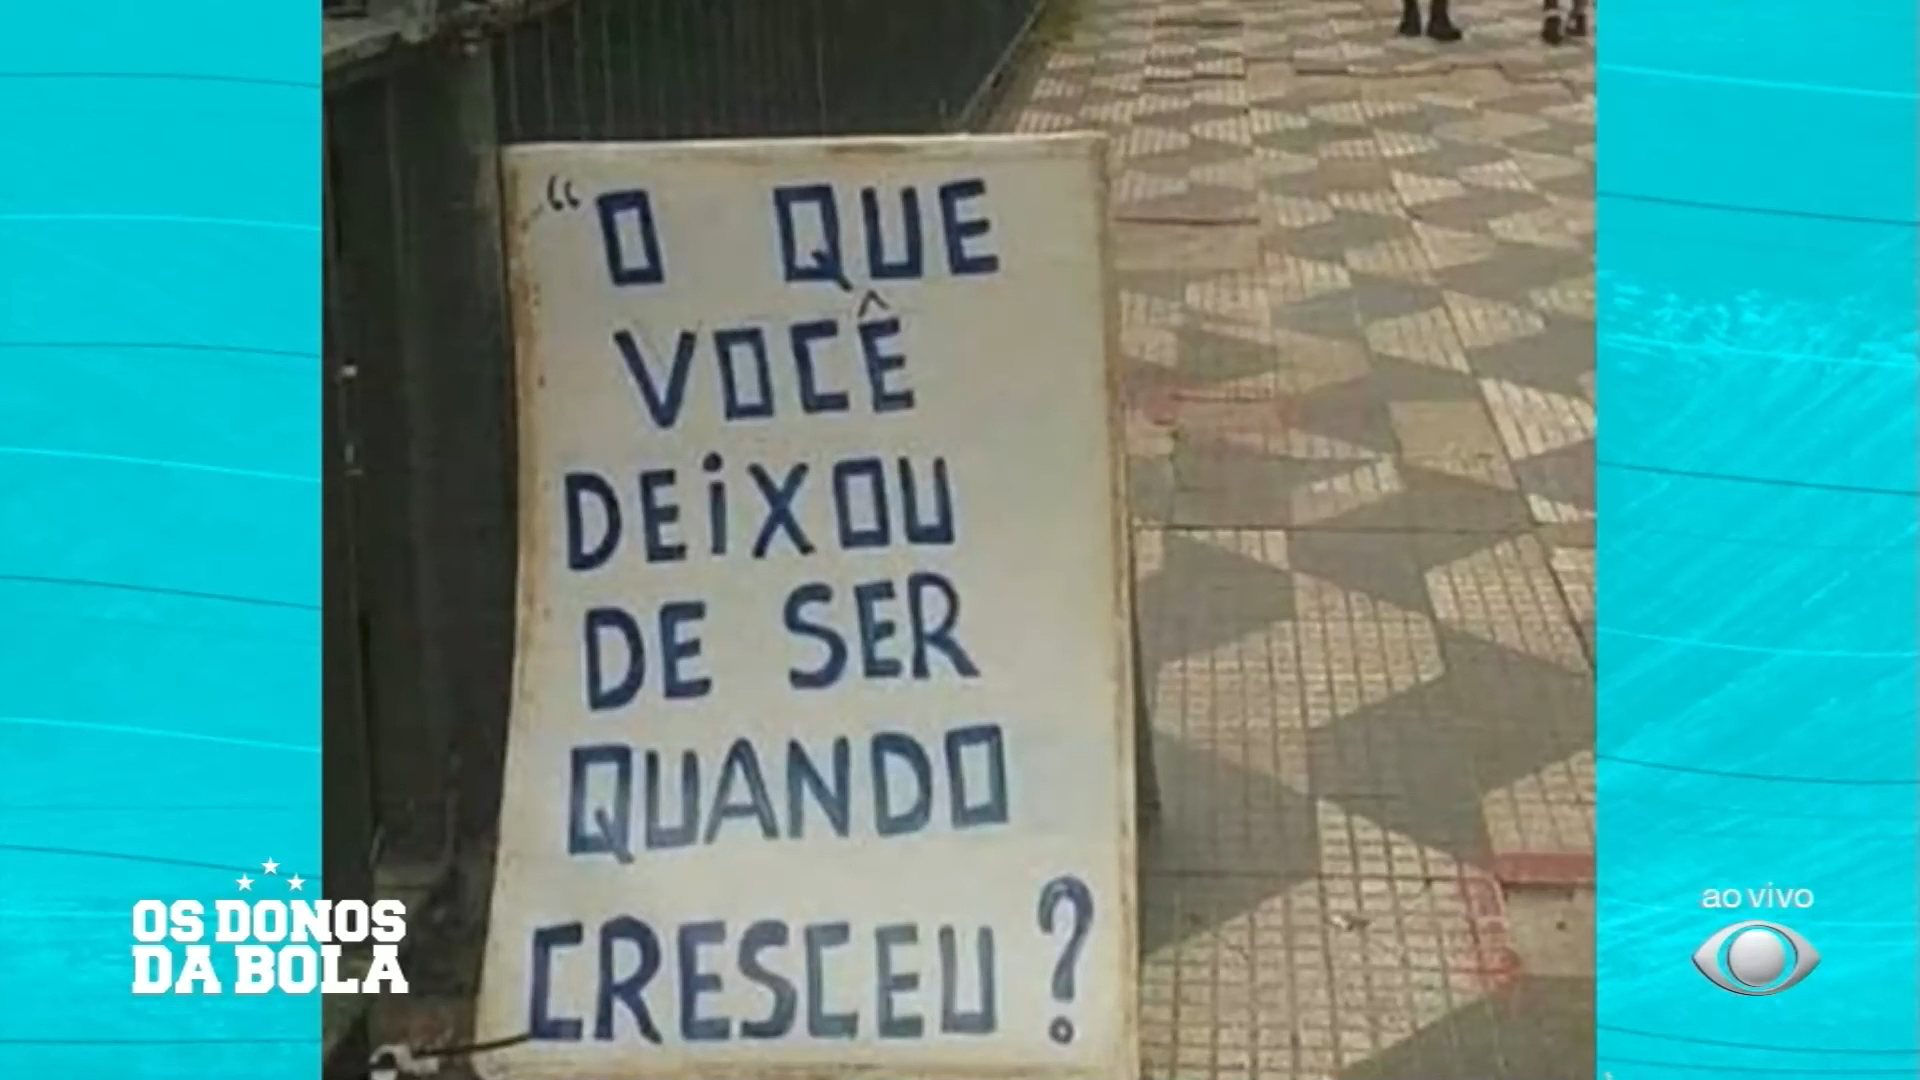 “O QUE
VOCÊ
DEiXOU
DE SER
QUANDO
CRESCEU?
OS DONOS
DA BOLA
ao vivo